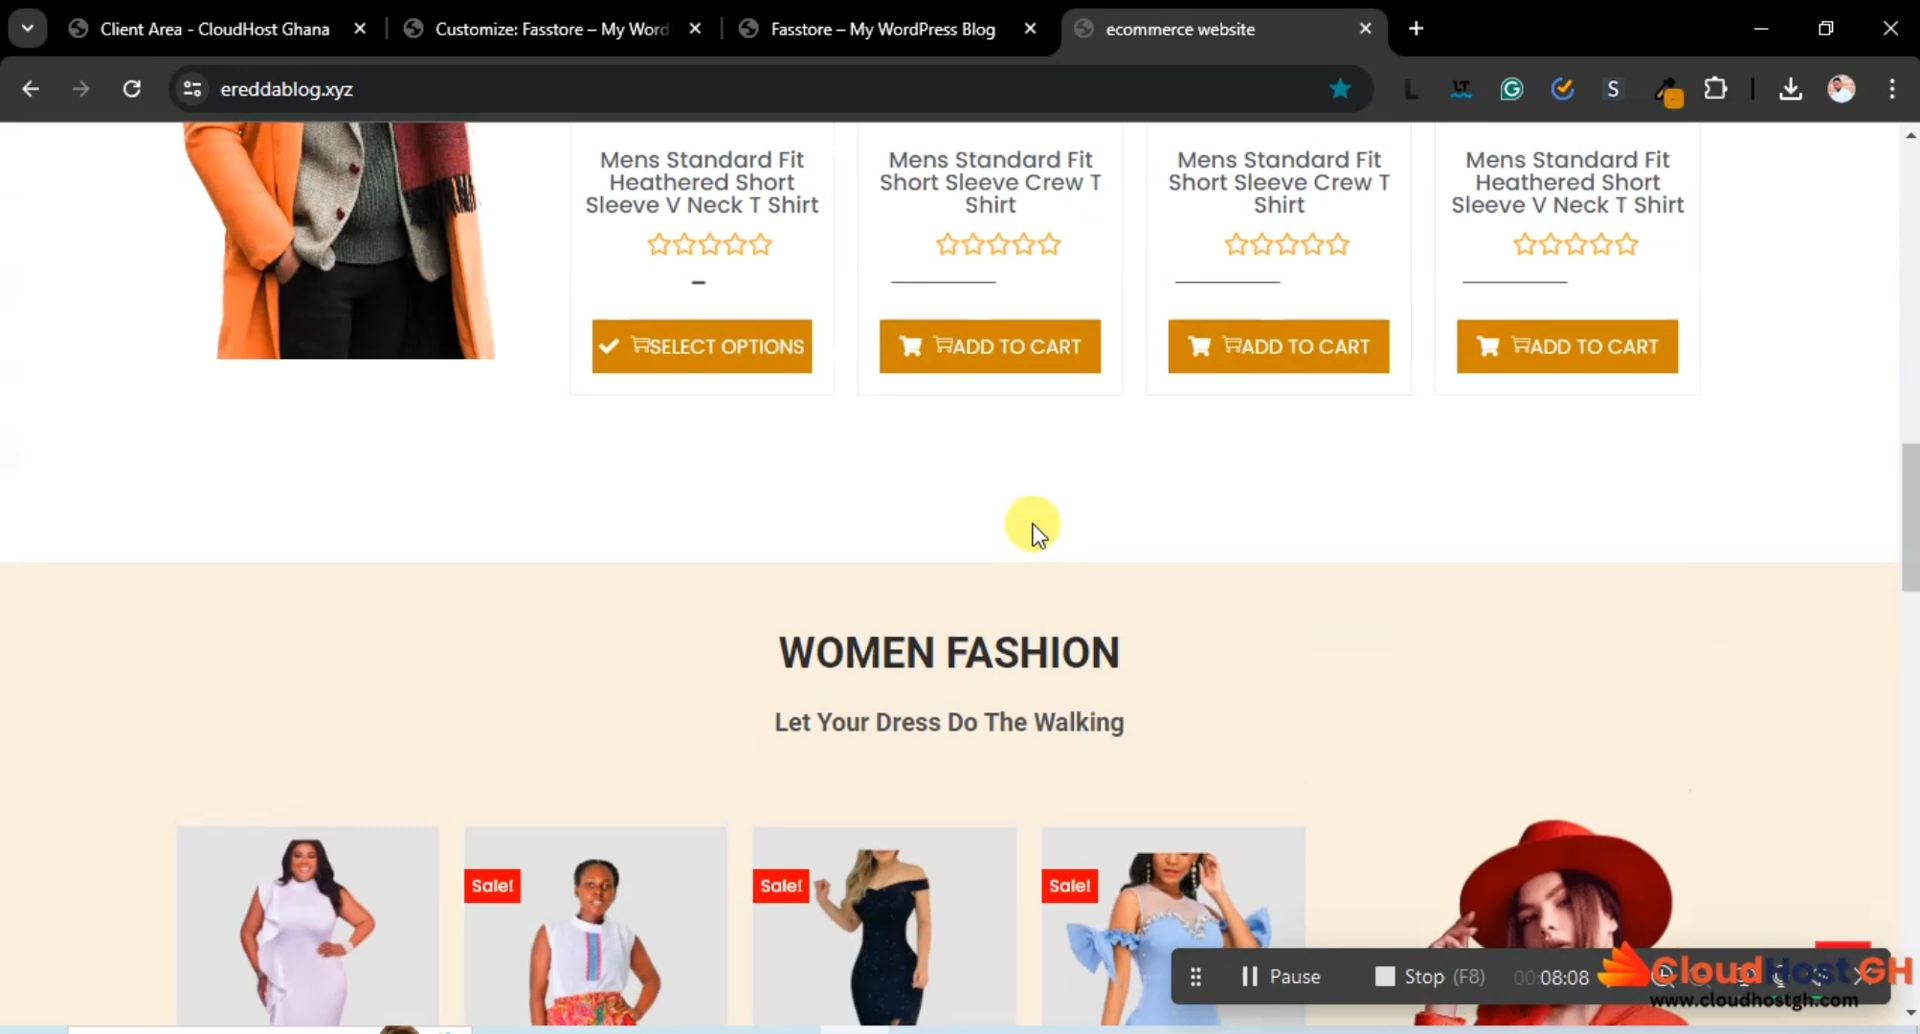 Client Area - CloudHost Ghana
Customize: Fasstore – My Word
Fasstore – My WordPress Blog
ecommerce website
ereddablog.xyz
Mens Standard Fit
Heathered Short
Sleeve V Neck T Shirt
SELECT OPTIONS
Mens Standard Fit
Short Sleeve Crew T
Shirt
ADD TO CART
Mens Standard Fit
Short Sleeve Crew T
Shirt
ADD TO CART
Mens Standard Fit
Heathered Short
Sleeve V Neck T Shirt
ADD TO CART
WOMEN FASHION
Let Your Dress Do The Walking
Sale!
Sale!
Sale!
Pause
Stop (F8)
00:08:08
CloudHost GH
www.cloudhostgh.com